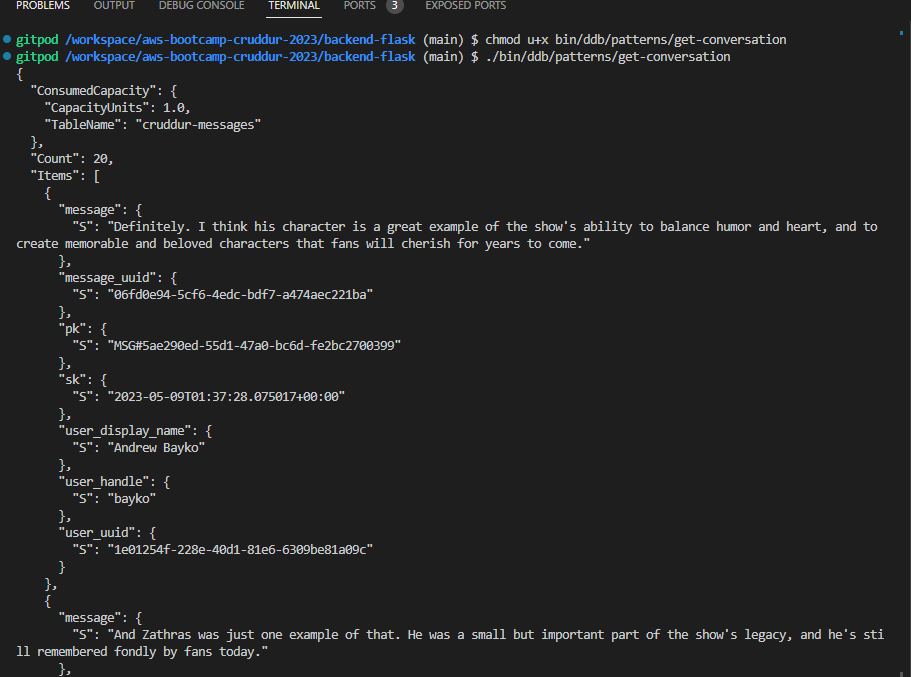 PROBLEMS OUTPUT DEBUG CONSOLE TERMINAL PORTS 3 EXPOSED PORTS
gitpod /workspace/aws-bootcamp-cruddur-2023/backend-flask (main) $ chmod u+x bin/ddb/patterns/get-conversation
gitpod /workspace/aws-bootcamp-cruddur-2023/backend-flask (main) $ ./bin/ddb/patterns/get-conversation
{
  "ConsumedCapacity": {
    "CapacityUnits": 1.0,
    "TableName": "cruddur-messages"
  },
  "Count": 20,
  "Items": [
    {
      "message": {
        "S": "Definitely. I think his character is a great example of the show's ability to balance humor and heart, and to
create memorable and beloved characters that fans will cherish for years to come."
      },
      "message_uuid": {
        "S": "06fd0e94-5cf6-4edc-bdf7-a474aec221ba"
      },
      "pk": {
        "S": "MSG#5ae290ed-55d1-47a0-bc6d-fe2bc2700399"
      },
      "sk": {
        "S": "2023-05-09T01:37:28.075017+00:00"
      },
      "user_display_name": {
        "S": "Andrew Bayko"
      },
      "user_handle": {
        "S": "bayko"
      },
      "user_uuid": {
        "S": "1e01254f-228e-40d1-81e6-6309be81a09c"
      }
    },
    {
      "message": {
        "S": "And Zathras was just one example of that. He was a small but important part of the show's legacy, and he's sti
ll remembered fondly by fans today."
      },